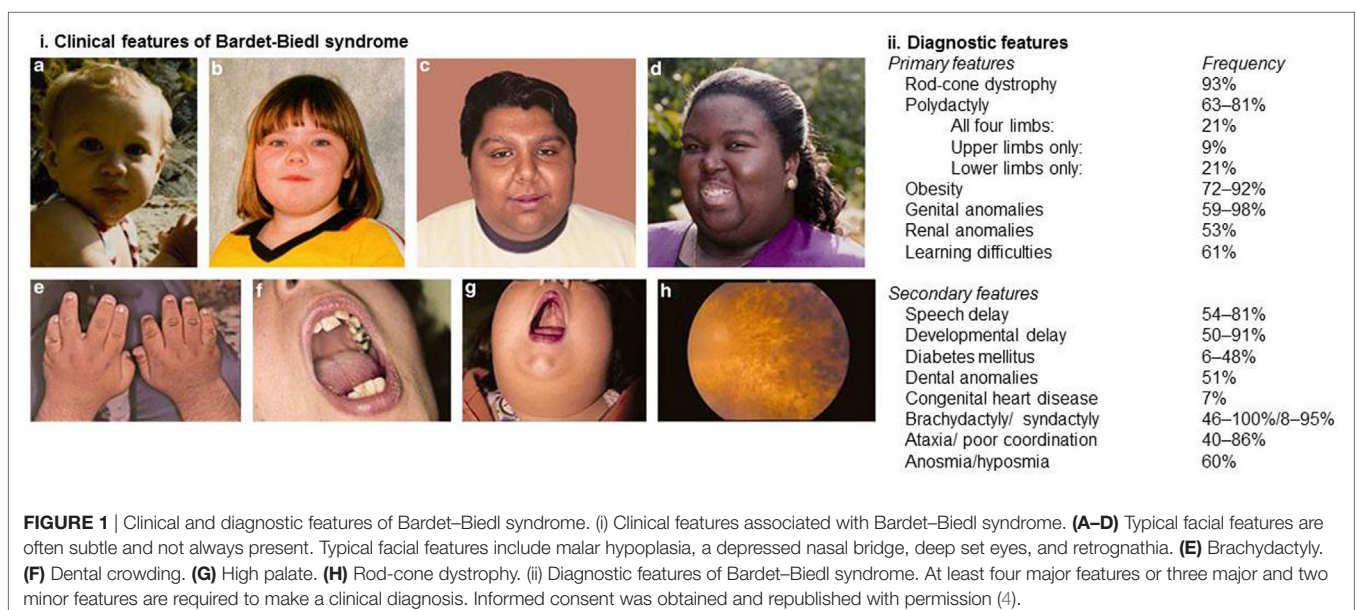 i. Clinical features of Bardet-Biedl syndrome
a
b
c
d
e
f
g
h
ii. Diagnostic features
Primary features Frequency
Rod-cone dystrophy 93%
Polydactyly 63–81%
All four limbs: 21%
Upper limbs only: 9%
Lower limbs only: 21%
Obesity 72–92%
Genital anomalies 59–98%
Renal anomalies 53%
Learning difficulties 61%
Secondary features
Speech delay 54–81%
Developmental delay 50–91%
Diabetes mellitus 6–48%
Dental anomalies 51%
Congenital heart disease 7%
Brachydactyly/ syndactyly 46–100%/8–95%
Ataxia/ poor coordination 40–86%
Anosmia/hyposmia 60%
FIGURE 1 | Clinical and diagnostic features of Bardet–Biedl syndrome. (i) Clinical features associated with Bardet–Biedl syndrome. (A–D) Typical facial features are
often subtle and not always present. Typical facial features include malar hypoplasia, a depressed nasal bridge, deep set eyes, and retrognathia. (E) Brachydactyly.
(F) Dental crowding. (G) High palate. (H) Rod-cone dystrophy. (ii) Diagnostic features of Bardet–Biedl syndrome. At least four major features or three major and two
minor features are required to make a clinical diagnosis. Informed consent was obtained and republished with permission (4).